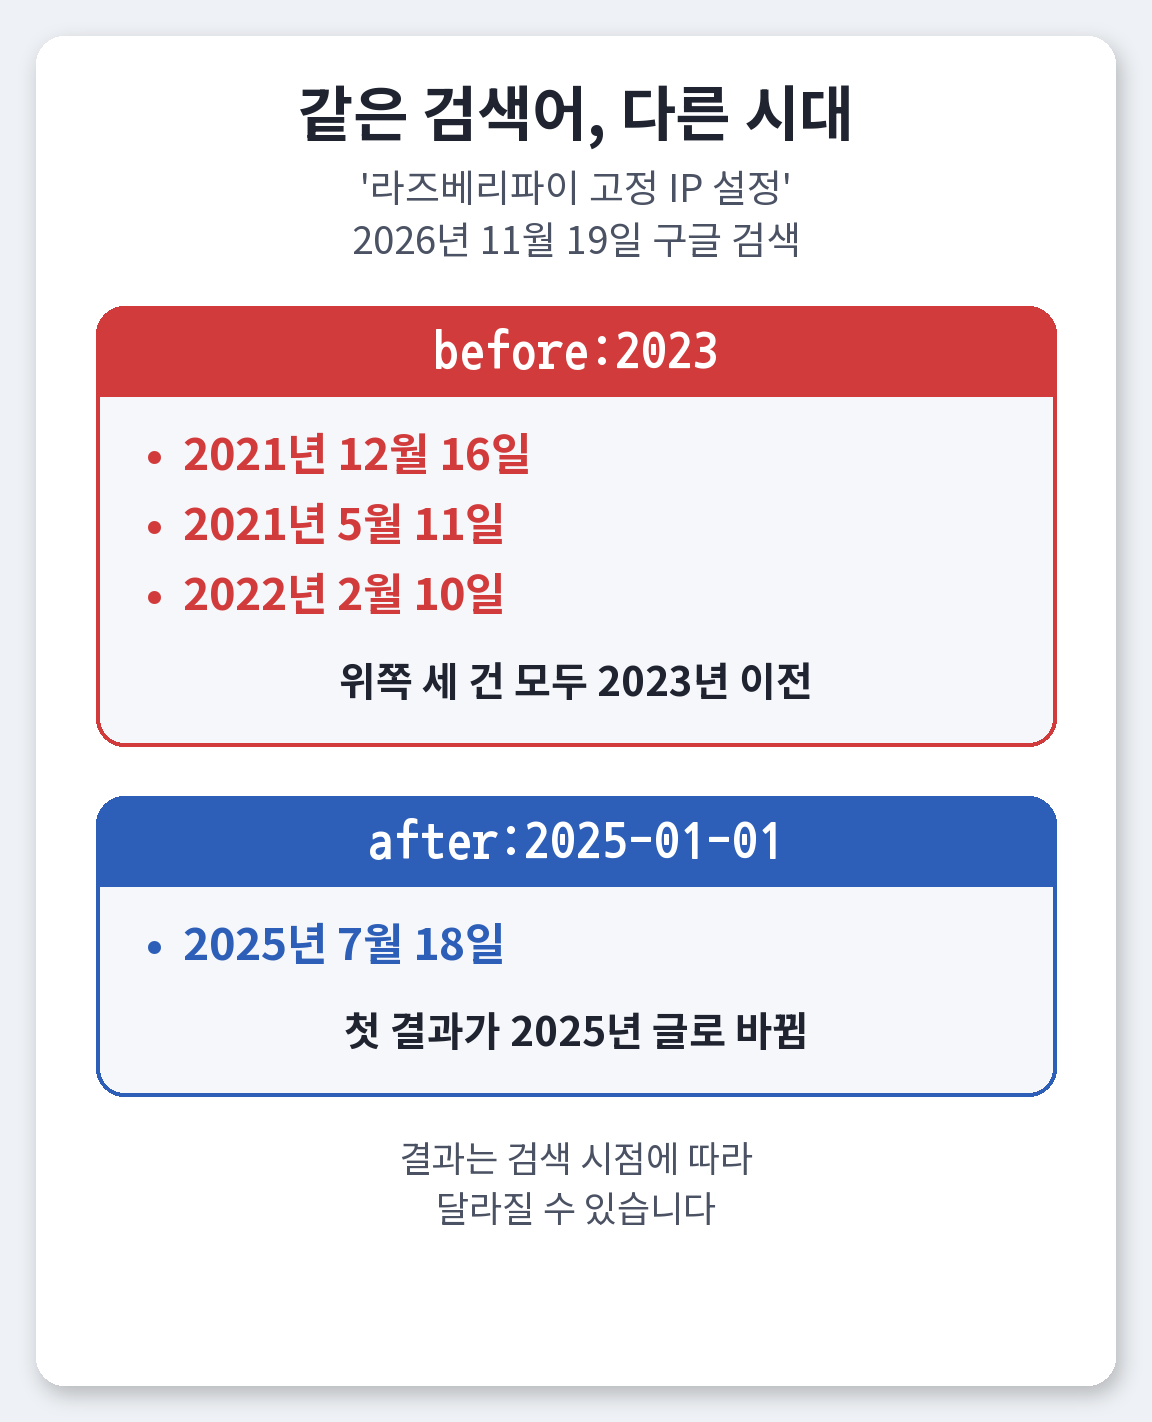 같은 검색어, 다른 시대
'라즈베리파이 고정 IP 설정'
2026년 11월 19일 구글 검색
before:2023
• 2021년 12월 16일
• 2021년 5월 11일
• 2022년 2월 10일
위쪽 세 건 모두 2023년 이전
after:2025-01-01
• 2025년 7월 18일
첫 결과가 2025년 글로 바뀜
결과는 검색 시점에 따라
달라질 수 있습니다